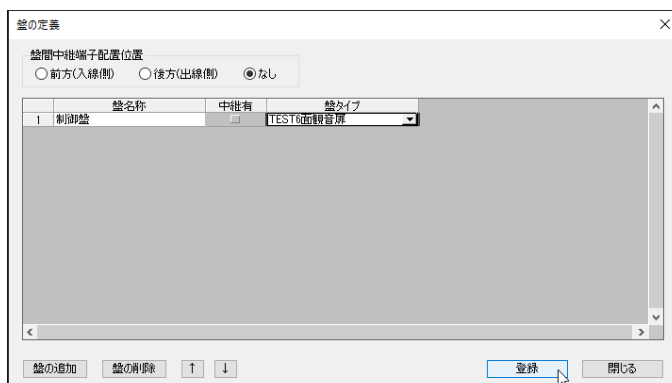 盤の定義
盤間中継端子配置位置
前方(入線側) 後方(出線側) なし
盤名称 中継有 盤タイプ
1 制御盤 TEST6面観音扉
盤の追加 盤の削除 ↑ ↓ 登録 閉じる